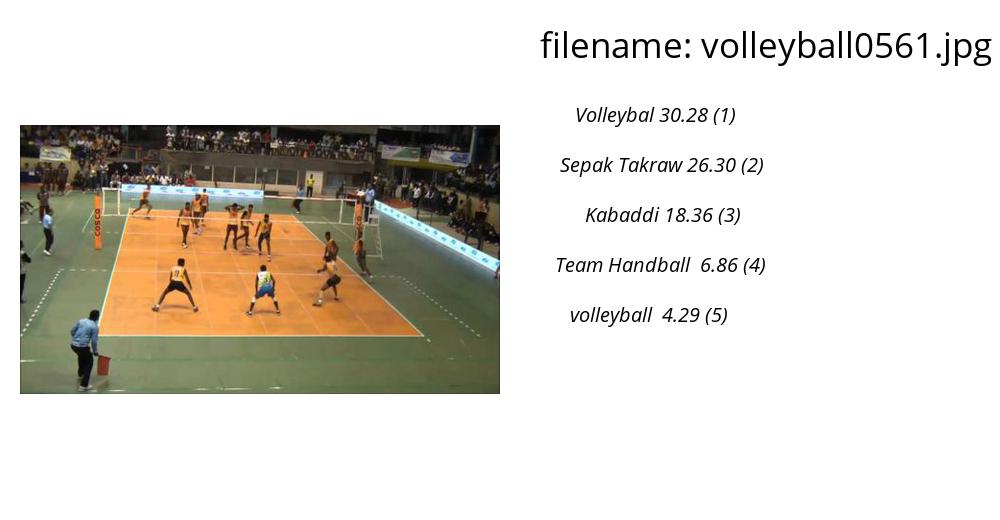 filename: volleyball0561.jpg
Volleybal 30.28 (1)
Sepak Takraw 26.30 (2)
Kabaddi 18.36 (3)
Team Handball 6.86 (4)
volleyball 4.29 (5)
COSCO